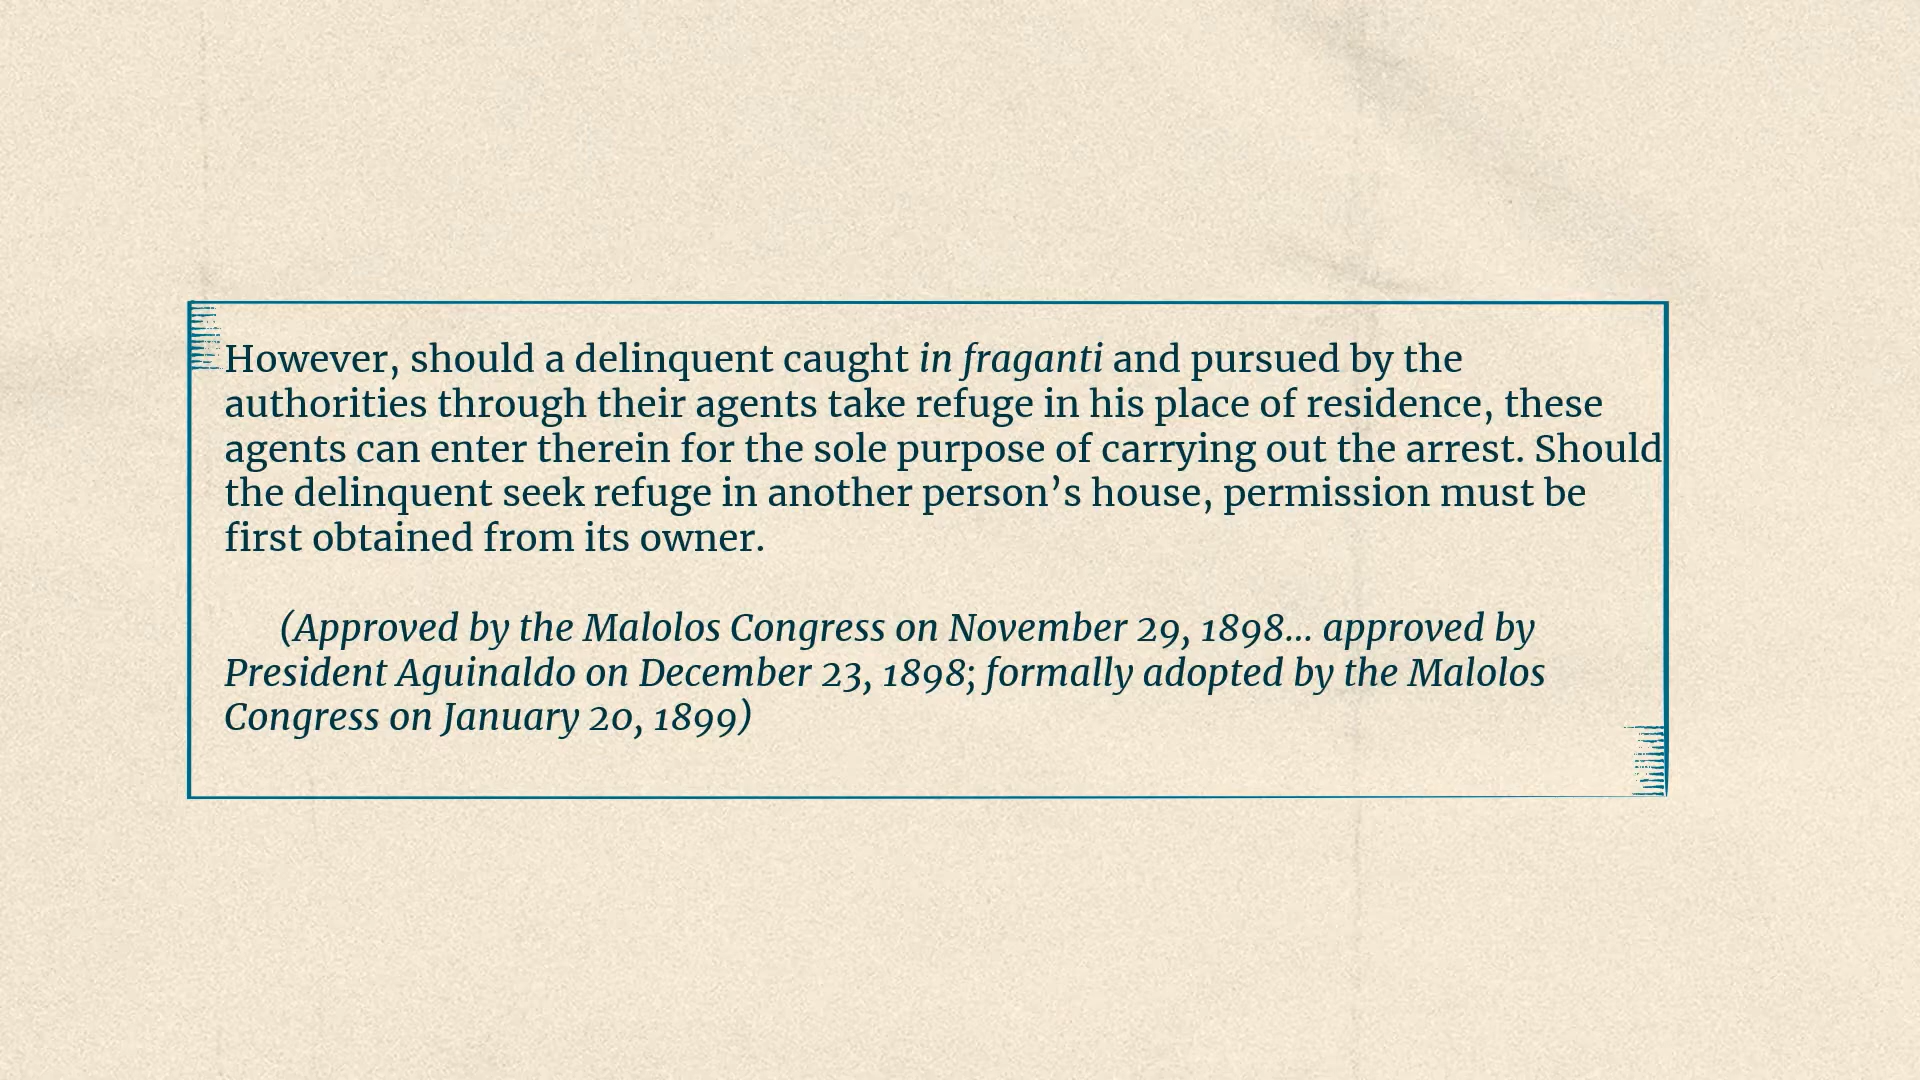 However, should a delinquent caught in fraganti and pursued by the
authorities through their agents take refuge in his place of residence, these
agents can enter therein for the sole purpose of carrying out the arrest. Should
the delinquent seek refuge in another person’s house, permission must be
first obtained from its owner.
(Approved by the Malolos Congress on November 29, 1898... approved by
President Aguinaldo on December 23, 1898; formally adopted by the Malolos
Congress on January 20, 1899)